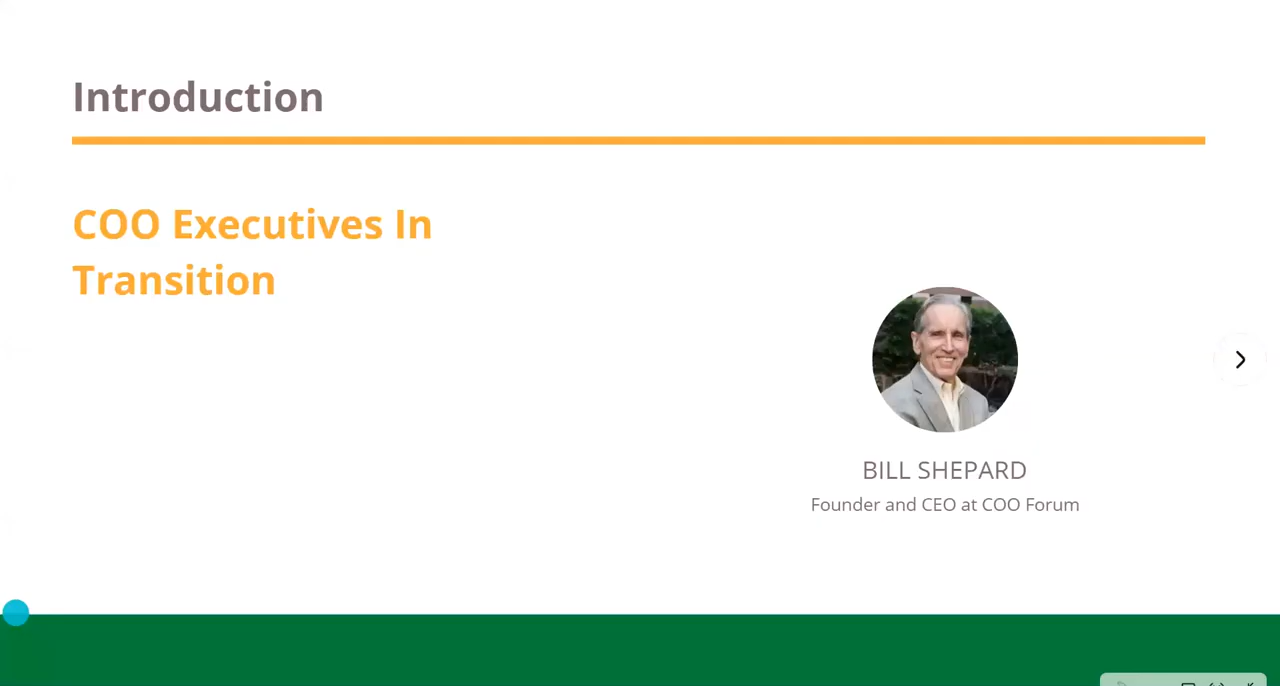 Introduction
COO Executives In
Transition
BILL SHEPARD
Founder and CEO at COO Forum